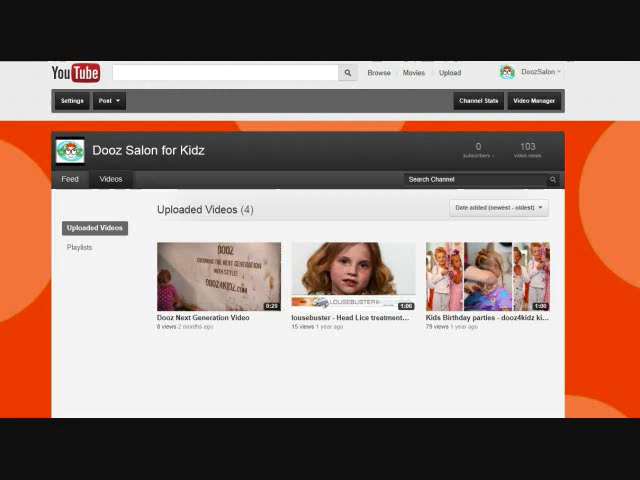 YouTube
Browse Movies Upload DoozSalon
Settings Post Channel Stats Video Manager
Dooz Salon for Kidz
0 103
subscribers video views
Feed Videos Search Channel
Uploaded Videos (4) Date added (newest - oldest)
Uploaded Videos
Playlists
DOOZ
GROOMING THE NEXT GENERATION
WITH STYLE!
DOOZ4KIDZ.COM
0:29
LOUSEBUSTER
1:06
1:00
Dooz Next Generation Video lousebuster - Head Lice treatment... Kids Birthday parties - dooz4kidz ki...
8 views 2 months ago 15 views 1 year ago 79 views 1 year ago